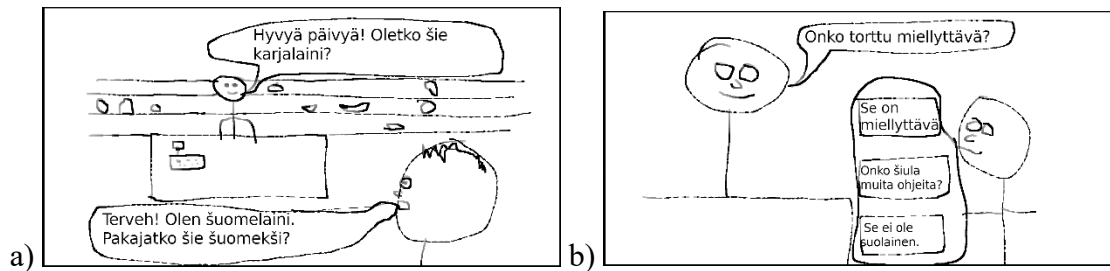 Hyvyä päivyä! Oletko šie
karjalaini?
Terveh! Olen šuomelaini.
Pakajatko šie šuomekši?
a)
Onko torttu miellyttävä?
Se on
miellyttävä
Onko šiula
muita ohjeita?
Se ei ole
suolainen.
b)